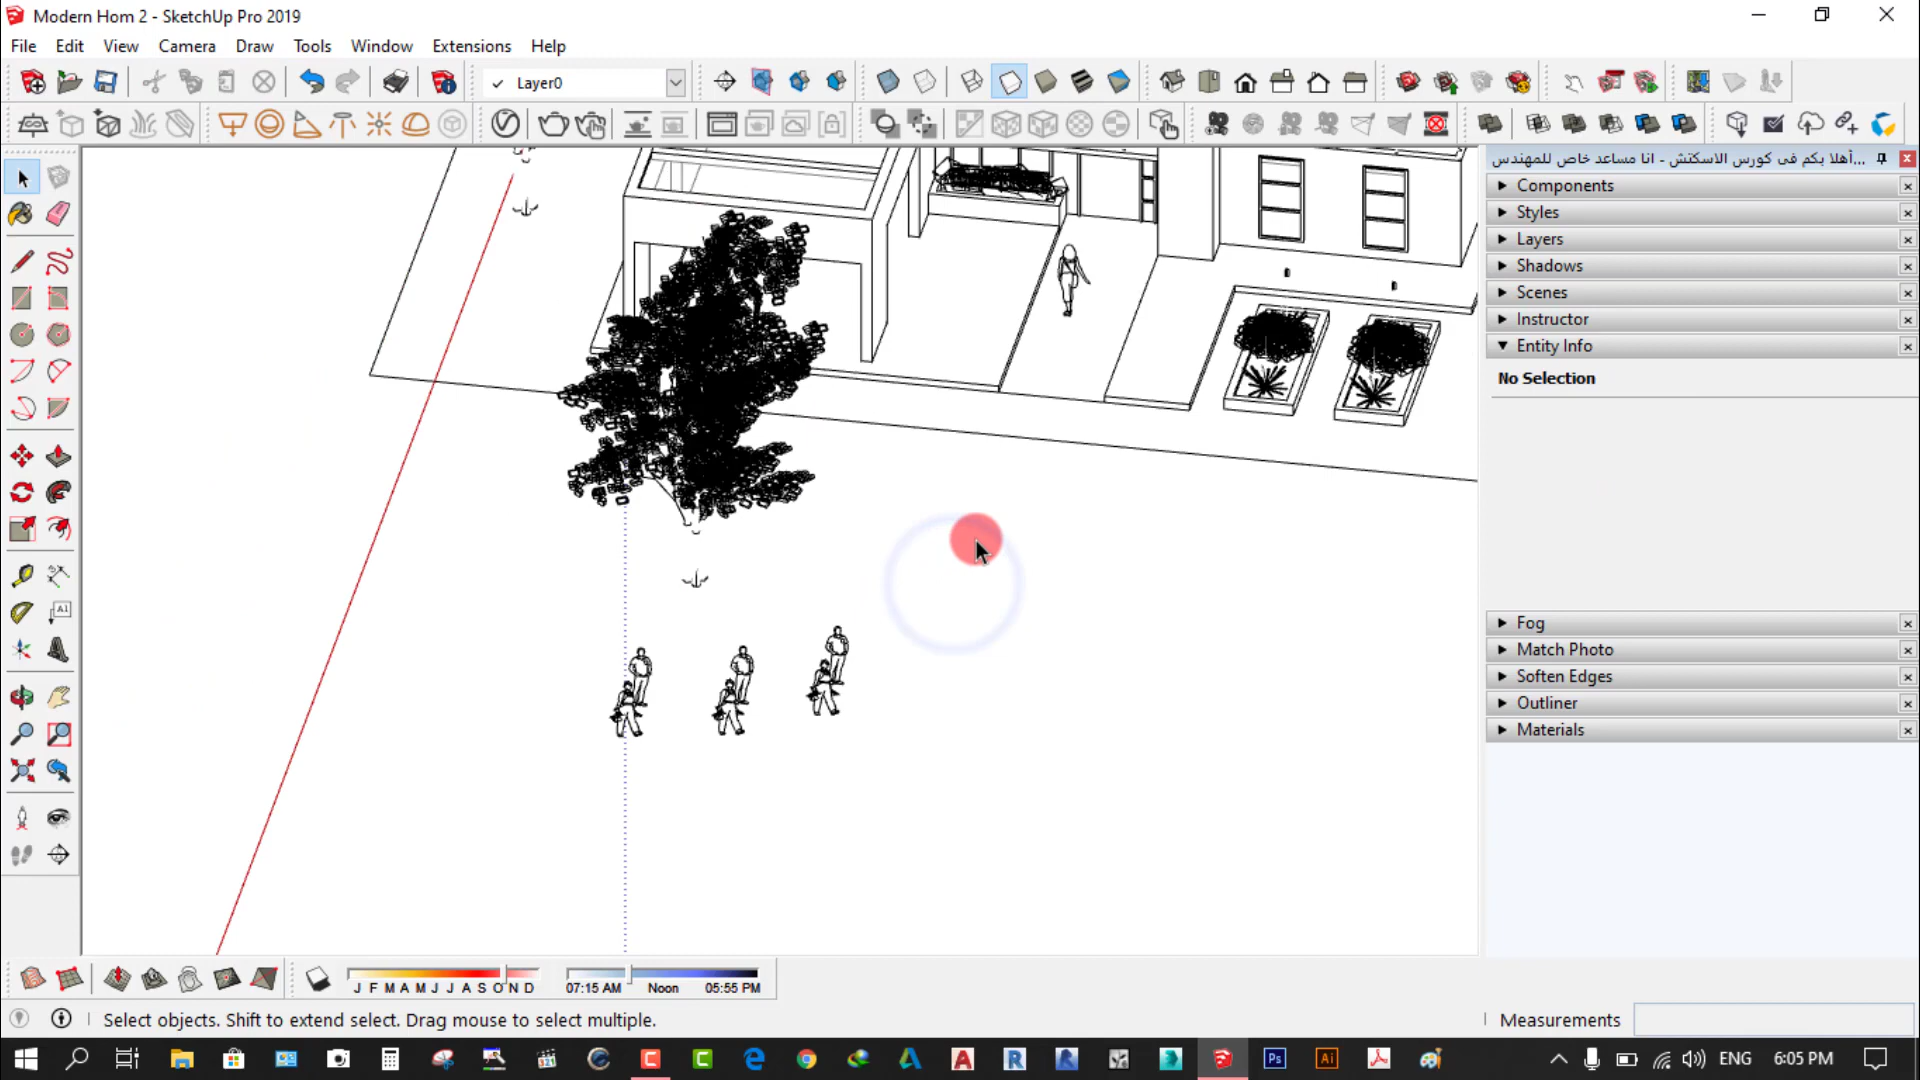 Modern Hom 2 - SketchUp Pro 2019
File Edit View Camera Draw Tools Window Extensions Help
Layer0
أهلا بكم فى كورس الاسكتش - انا مساعد خاص للمهندس...
Components
Styles
Layers
Shadows
Scenes
Instructor
Entity Info
No Selection
Fog
Match Photo
Soften Edges
Outliner
Materials
A1
J F M A M J J A S O N D
07:15 AM Noon 05:55 PM
Select objects. Shift to extend select. Drag mouse to select multiple.
Measurements
ENG 6:05 PM